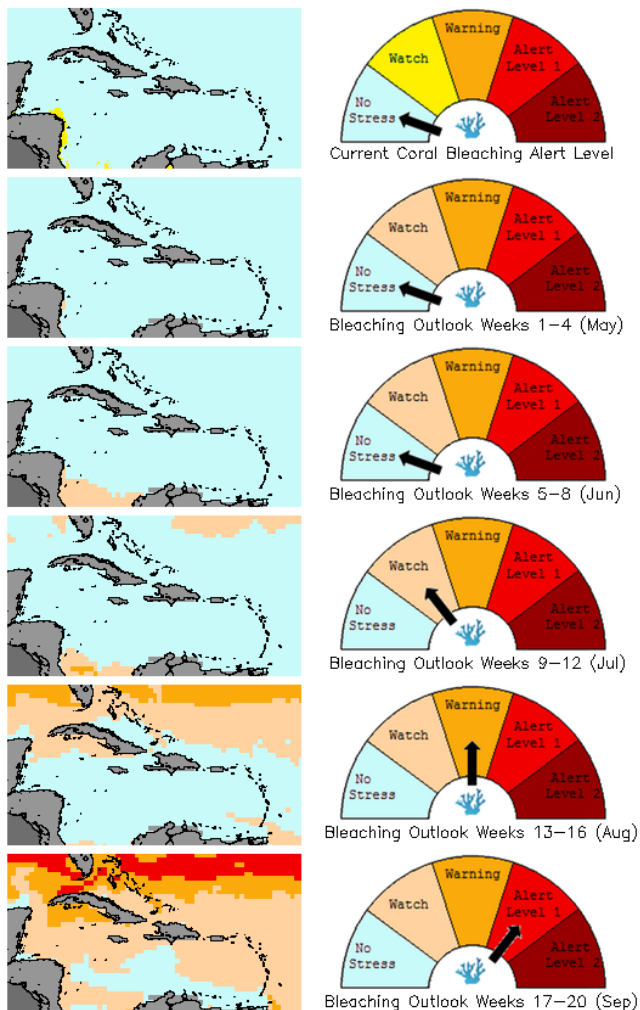 Warning
Watch
Alert
Level 1
No
Stress
Alert
Level 2
Current Coral Bleaching Alert Level
Warning
Watch
Alert
Level 1
No
Stress
Alert
Level 2
Bleaching Outlook Weeks 1-4 (May)
Warning
Watch
Alert
Level 1
No
Stress
Alert
Level 2
Bleaching Outlook Weeks 5-8 (Jun)
Warning
Watch
Alert
Level 1
No
Stress
Alert
Level 2
Bleaching Outlook Weeks 9-12 (Jul)
Warning
Watch
Alert
Level 1
No
Stress
Alert
Level 2
Bleaching Outlook Weeks 13-16 (Aug)
Warning
Watch
Alert
Level 1
No
Stress
Alert
Level 2
Bleaching Outlook Weeks 17-20 (Sep)